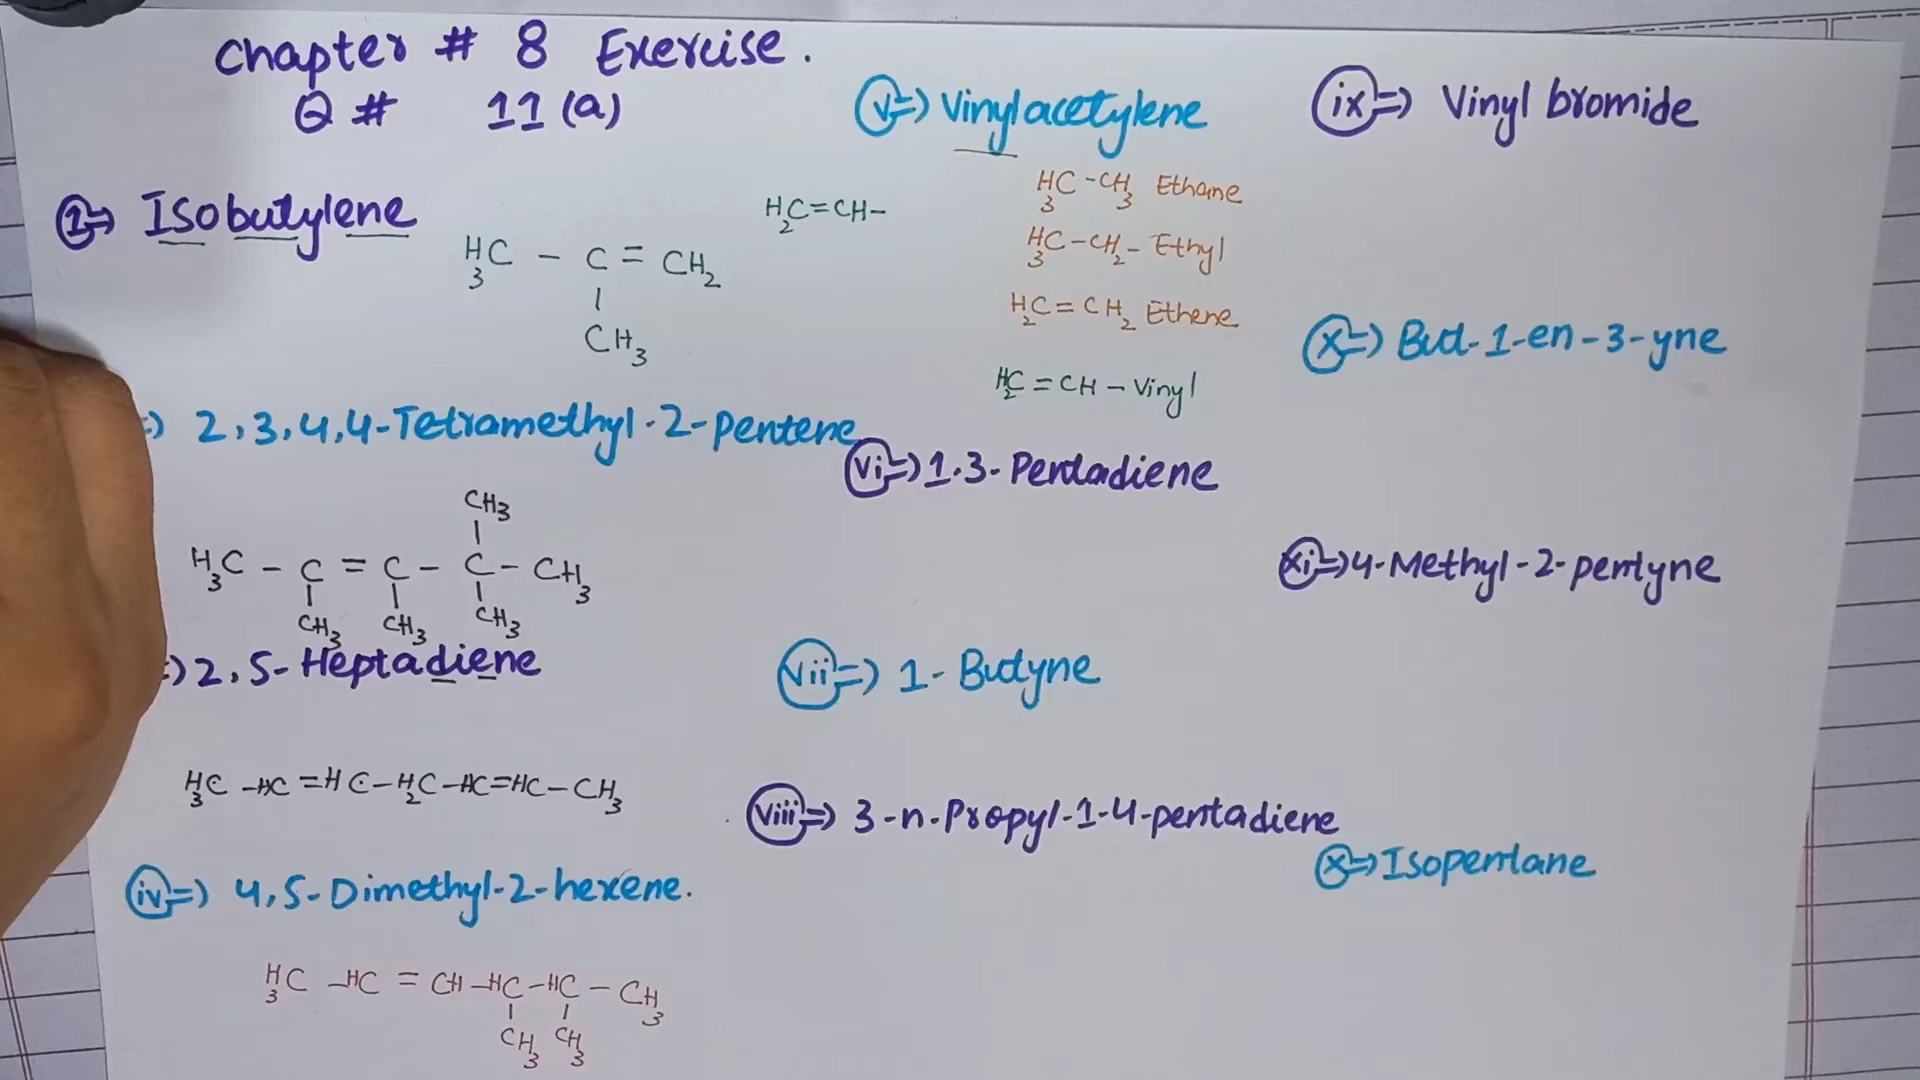 Chapter # 8 Exercise.
Q # 11 (a)
1⇒ Isobutylene
H3C - C = CH2
|
CH3
⇒) 2,3,4,4-Tetramethyl-2-pentene
CH3
|
H3C - C = C - C - CH3
| | |
CH3 CH3 CH3
⇒) 2,5-Heptadiene
H3C -HC =HC-H2C-HC=HC-CH3
iv⇒) 4,5-Dimethyl-2-hexene.
H3C -HC = CH-HC-HC-CH3
| |
CH3 CH3
v⇒) Vinylacetylene
H2C=CH-
H3C-CH3 Ethane
H3C-CH2- Ethyl
H2C=CH2 Ethene
H2C=CH- Vinyl
vi⇒) 1.3-Pentadiene
vii⇒) 1-Butyne
viii⇒) 3-n-Propyl-1-4-pentadiene
ix⇒) Vinyl bromide
x⇒) But-1-en-3-yne
xi⇒) 4-Methyl-2-pentyne
x⇒) Isopentane